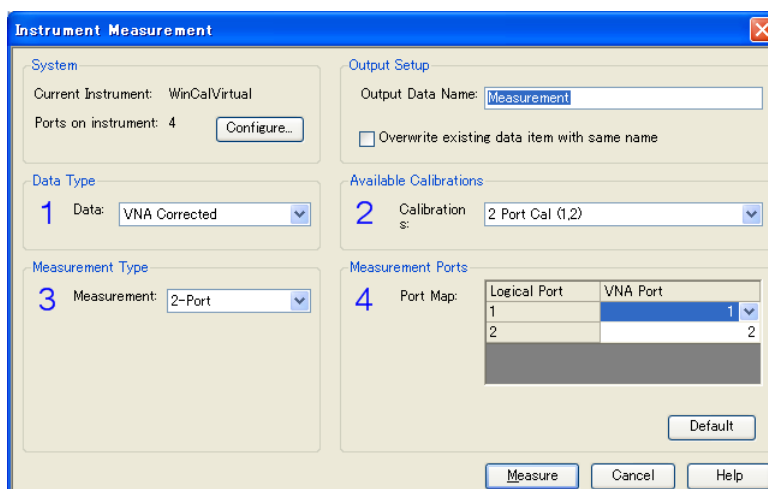 Instrument Measurement
System
Current Instrument: WinCalVirtual
Ports on instrument: 4 Configure...
Output Setup
Output Data Name: Measurement
Overwrite existing data item with same name
Data Type
1 Data: VNA Corrected
Available Calibrations
2 Calibration
s: 2 Port Cal (1,2)
Measurement Type
3 Measurement: 2-Port
Measurement Ports
4 Port Map:
Logical Port VNA Port
1 1
2 2
Default
Measure Cancel Help